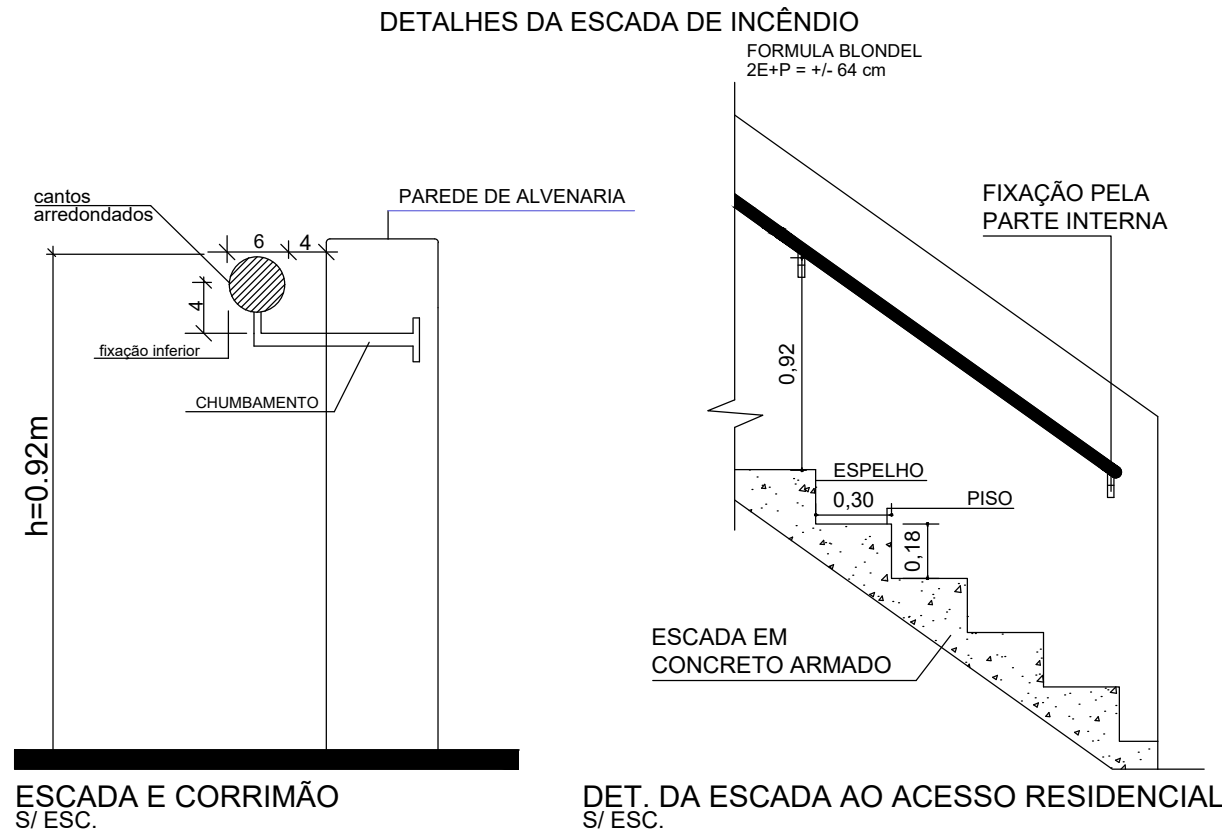 DETALHES DA ESCADA DE INCÊNDIO
FORMULA BLONDEL
2E+P = +/- 64 cm
cantos
arredondados
PAREDE DE ALVENARIA
6
4
4
fixação inferior
CHUMBAMENTO
h=0.92m
FIXAÇÃO PELA
PARTE INTERNA
0,92
ESPELHO
0,30
PISO
0,18
ESCADA EM
CONCRETO ARMADO
ESCADA E CORRIMÃO
S/ ESC.
DET. DA ESCADA AO ACESSO RESIDENCIAL
S/ ESC.